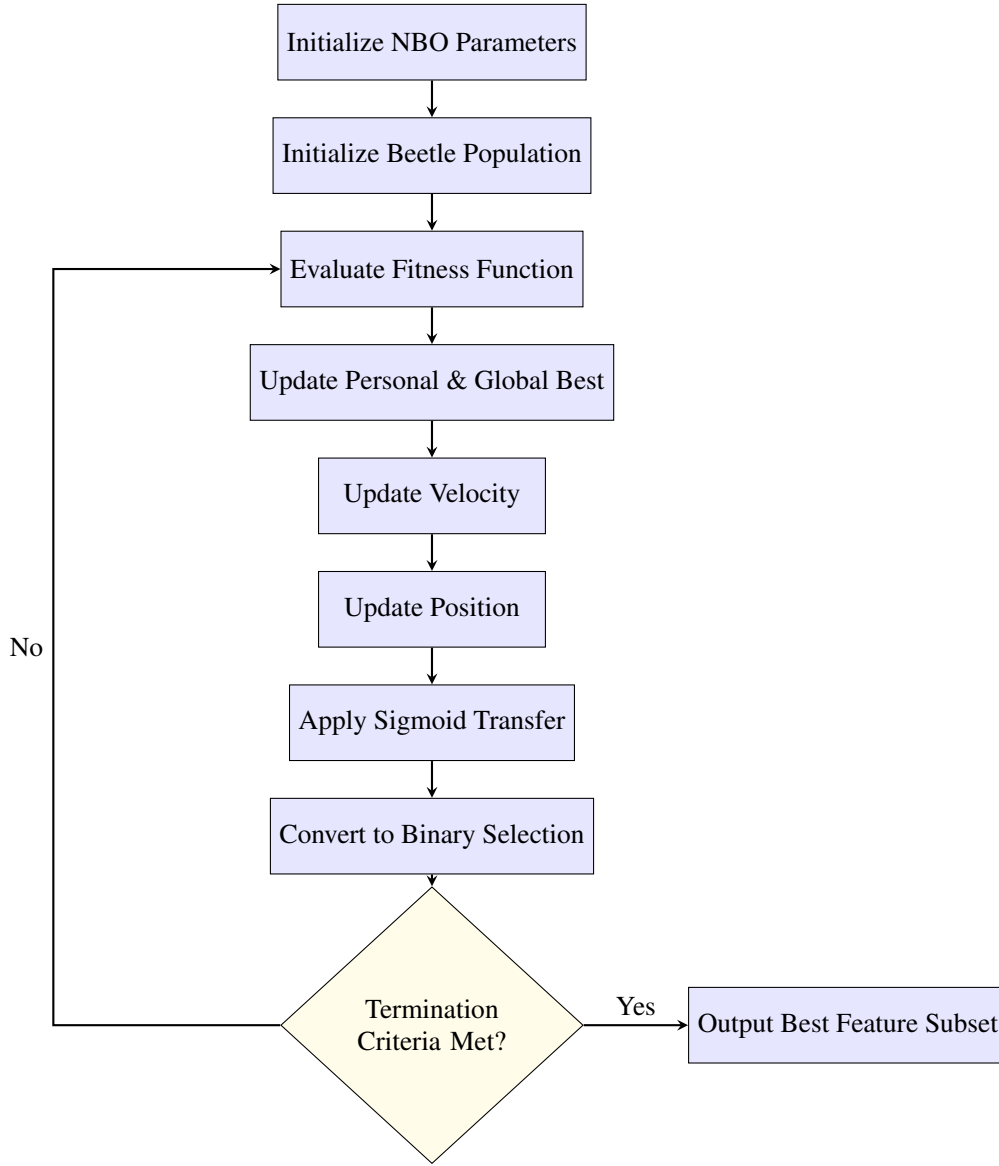 Initialize NBO Parameters
Initialize Beetle Population
Evaluate Fitness Function
Update Personal & Global Best
Update Velocity
Update Position
No
Apply Sigmoid Transfer
Convert to Binary Selection
Termination
Criteria Met?
Yes
Output Best Feature Subset